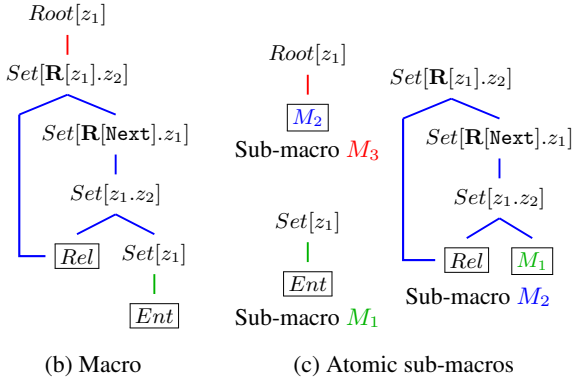 Root[z₁]
Set[R[z₁].z₂]
Set[R[Next].z₁]
Set[z₁.z₂]
Rel
Set[z₁]
Ent
(b) Macro
Root[z₁]
M₂
Sub-macro M₃
Set[z₁]
Ent
Sub-macro M₁
Set[R[z₁].z₂]
Set[R[Next].z₁]
Set[z₁.z₂]
Rel
M₁
Sub-macro M₂
(c) Atomic sub-macros